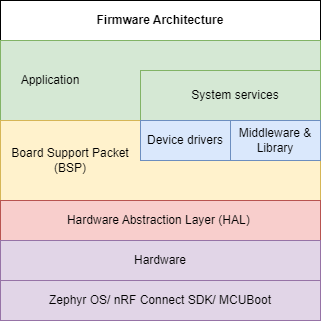 Firmware Architecture
Application
System services
Device drivers
Middleware &
Library
Board Support Packet
(BSP)
Hardware Abstraction Layer (HAL)
Hardware
Zephyr OS/ nRF Connect SDK/ MCUBoot